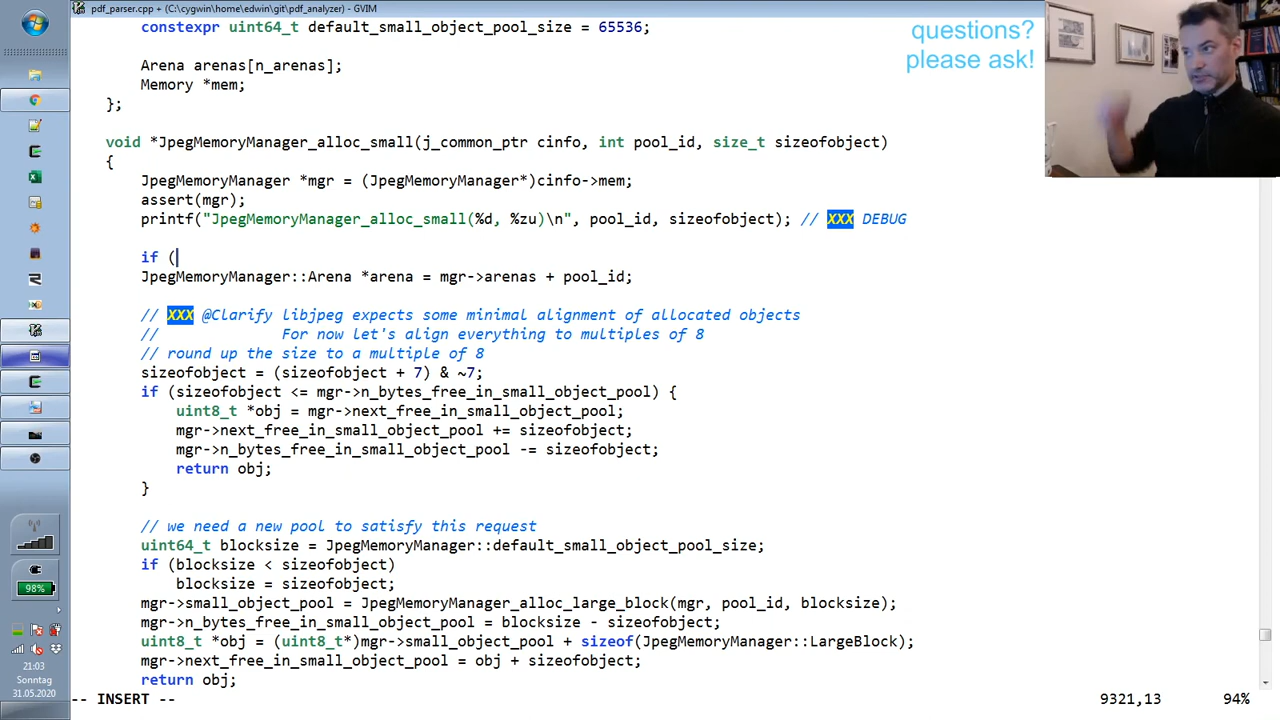 pdf_parser.cpp + (C:\cygwin\home\edwin\git\pdf_analyzer) - GVIM
constexpr uint64_t default_small_object_pool_size = 65536;
questions?
please ask!
Arena arenas[n_arenas];
Memory *mem;
};
void *JpegMemoryManager_alloc_small(j_common_ptr cinfo, int pool_id, size_t sizeofobject)
{
JpegMemoryManager *mgr = (JpegMemoryManager*)cinfo->mem;
assert(mgr);
printf("JpegMemoryManager_alloc_small(%d, %zu)\n", pool_id, sizeofobject); // XXX DEBUG
if (
JpegMemoryManager::Arena *arena = mgr->arenas + pool_id;
// XXX @Clarify libjpeg expects some minimal alignment of allocated objects
// For now let's align everything to multiples of 8
// round up the size to a multiple of 8
sizeofobject = (sizeofobject + 7) & ~7;
if (sizeofobject <= mgr->n_bytes_free_in_small_object_pool) {
uint8_t *obj = mgr->next_free_in_small_object_pool;
mgr->next_free_in_small_object_pool += sizeofobject;
mgr->n_bytes_free_in_small_object_pool -= sizeofobject;
return obj;
}
// we need a new pool to satisfy this request
uint64_t blocksize = JpegMemoryManager::default_small_object_pool_size;
if (blocksize < sizeofobject)
blocksize = sizeofobject;
mgr->small_object_pool = JpegMemoryManager_alloc_large_block(mgr, pool_id, blocksize);
mgr->n_bytes_free_in_small_object_pool = blocksize - sizeofobject;
uint8_t *obj = (uint8_t*)mgr->small_object_pool + sizeof(JpegMemoryManager::LargeBlock);
mgr->next_free_in_small_object_pool = obj + sizeofobject;
return obj;
-- INSERT --
9321,13
94%
98%
21:03
Sonntag
31.05.2020